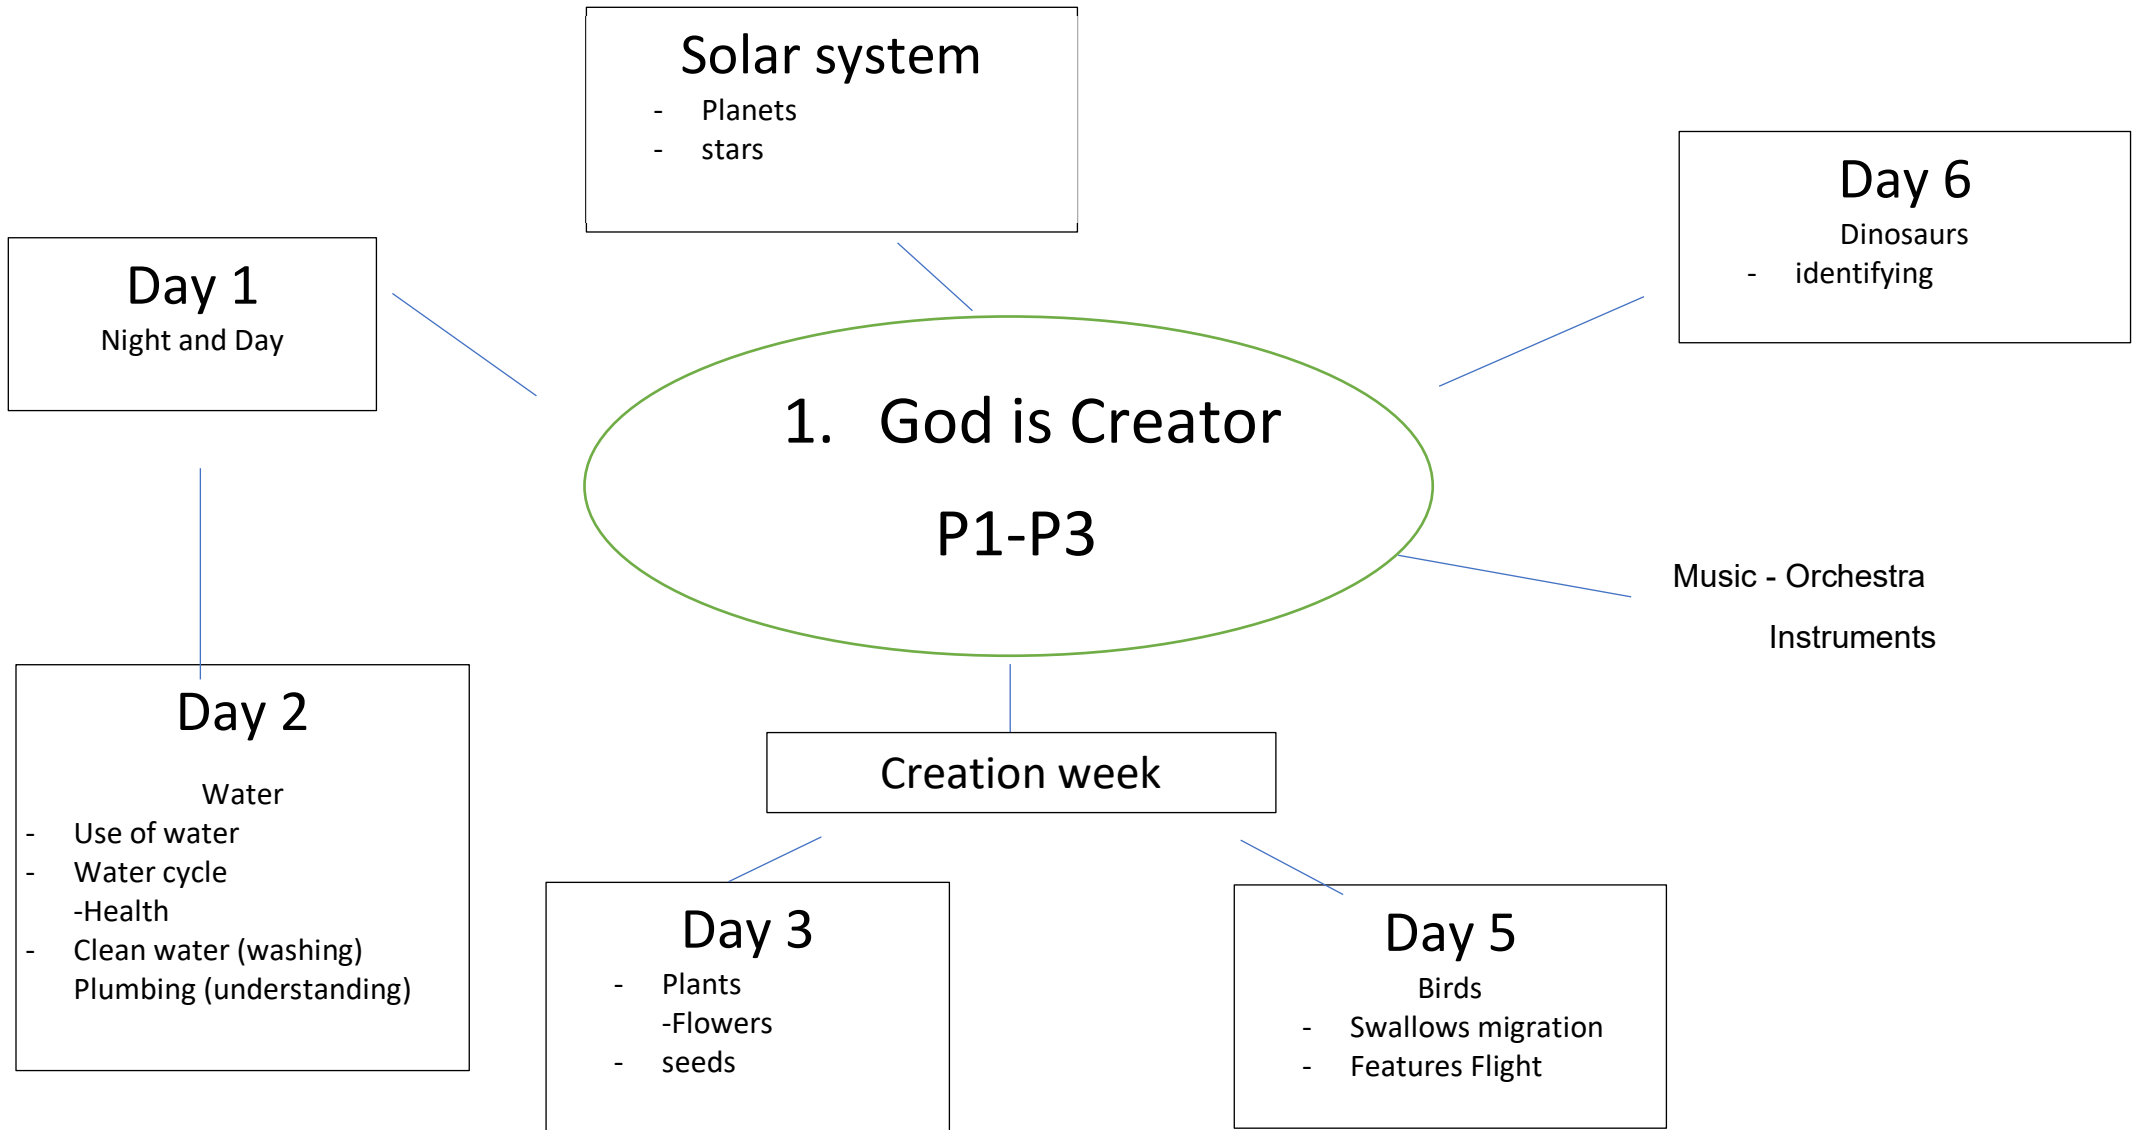 Solar system
- Planets
- stars
Day 6
Dinosaurs
- identifying
Day 1
Night and Day
1. God is Creator
P1-P3
Music - Orchestra
Instruments
Day 2
Water
- Use of water
- Water cycle
-Health
- Clean water (washing)
Plumbing (understanding)
Creation week
Day 3
- Plants
-Flowers
- seeds
Day 5
Birds
- Swallows migration
- Features Flight